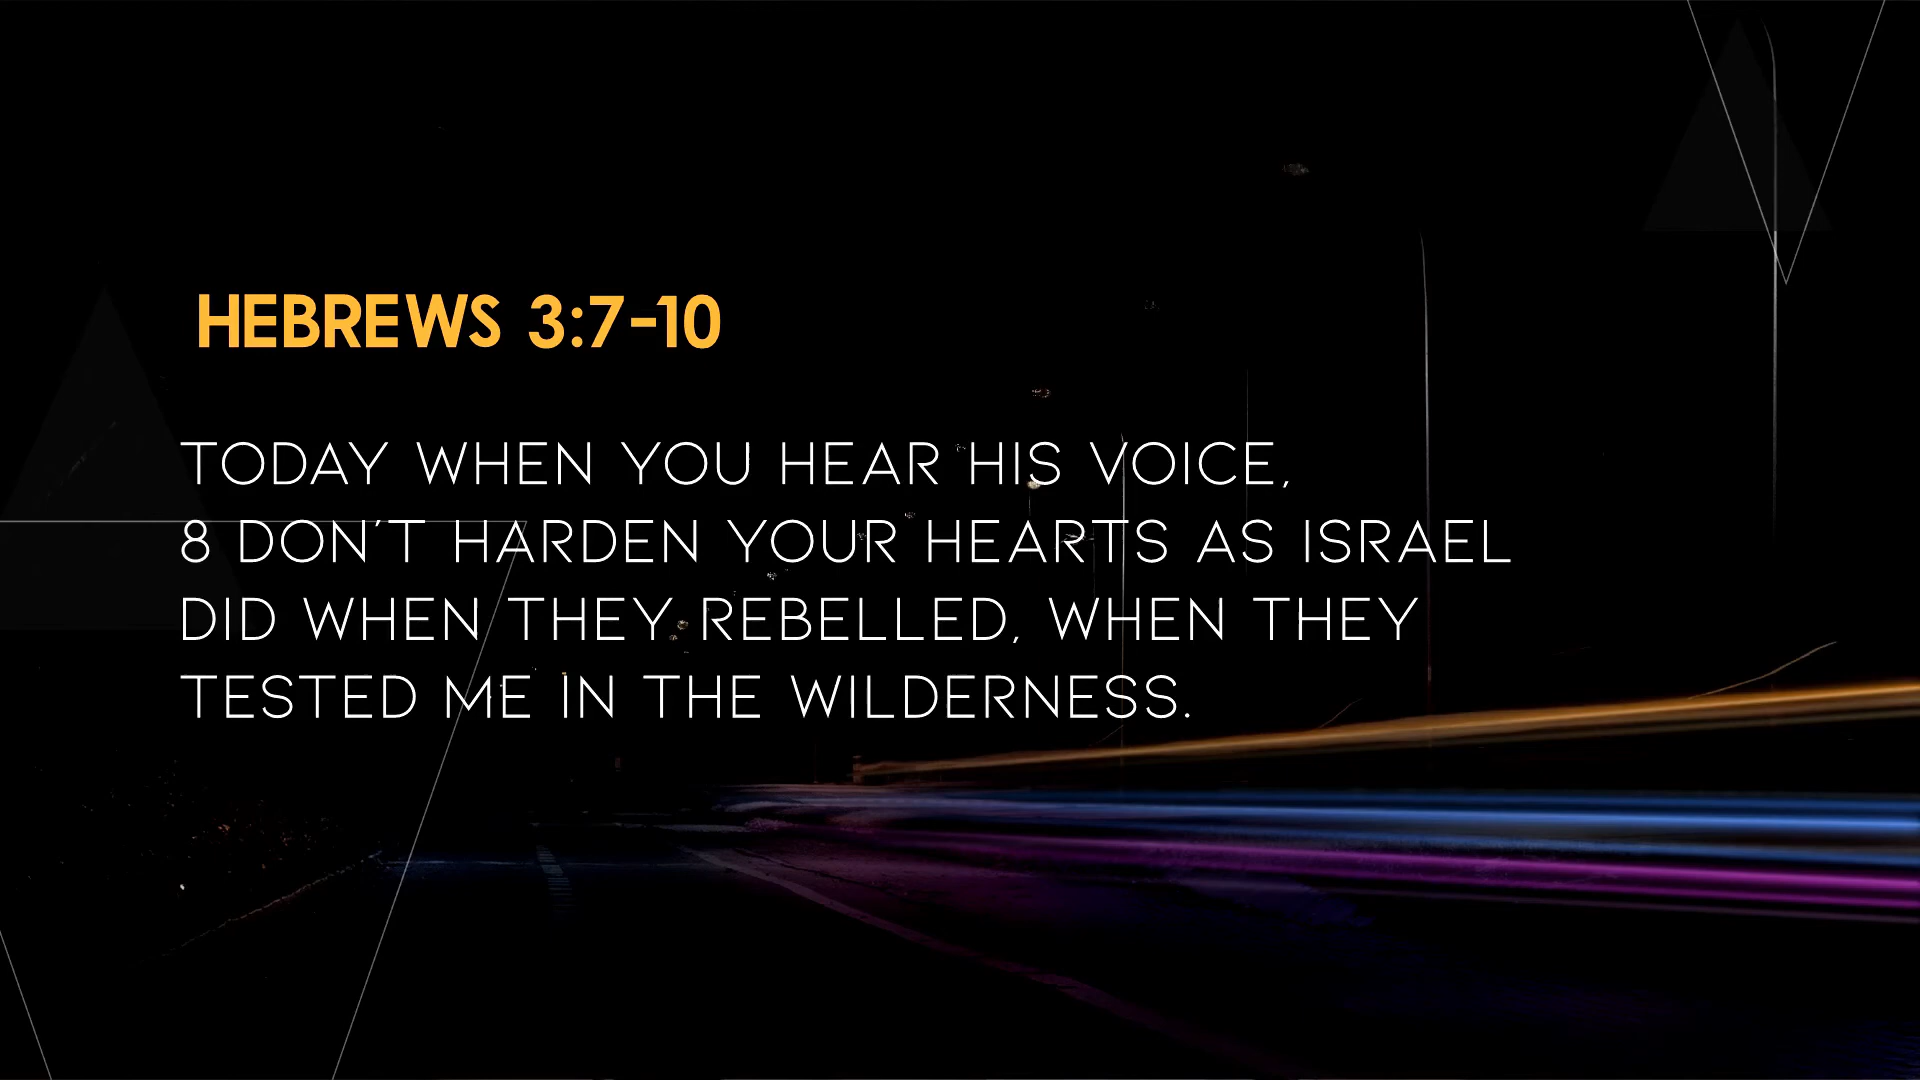 HEBREWS 3:7-10
TODAY WHEN YOU HEAR HIS VOICE,
8 DON'T HARDEN YOUR HEARTS AS ISRAEL
DID WHEN THEY REBELLED, WHEN THEY
TESTED ME IN THE WILDERNESS.